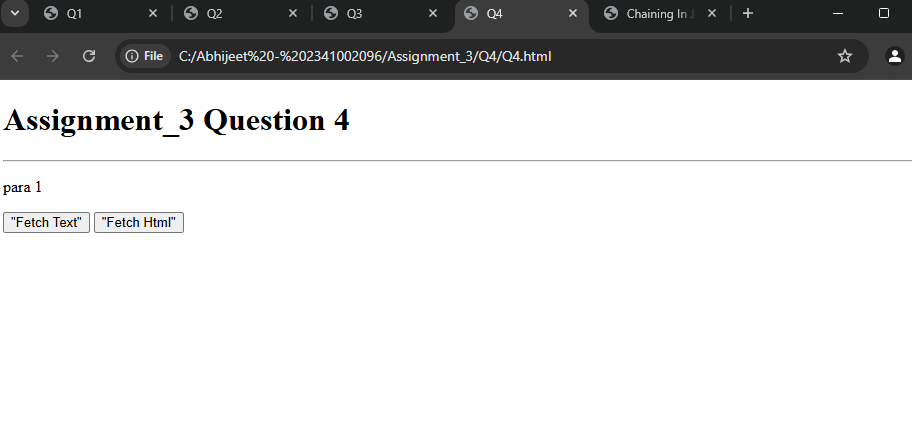 Q1
Q2
Q3
Q4
Chaining In J
File
C:/Abhijeet%20-%202341002096/Assignment_3/Q4/Q4.html
Assignment_3 Question 4
para 1
"Fetch Text" "Fetch Html"